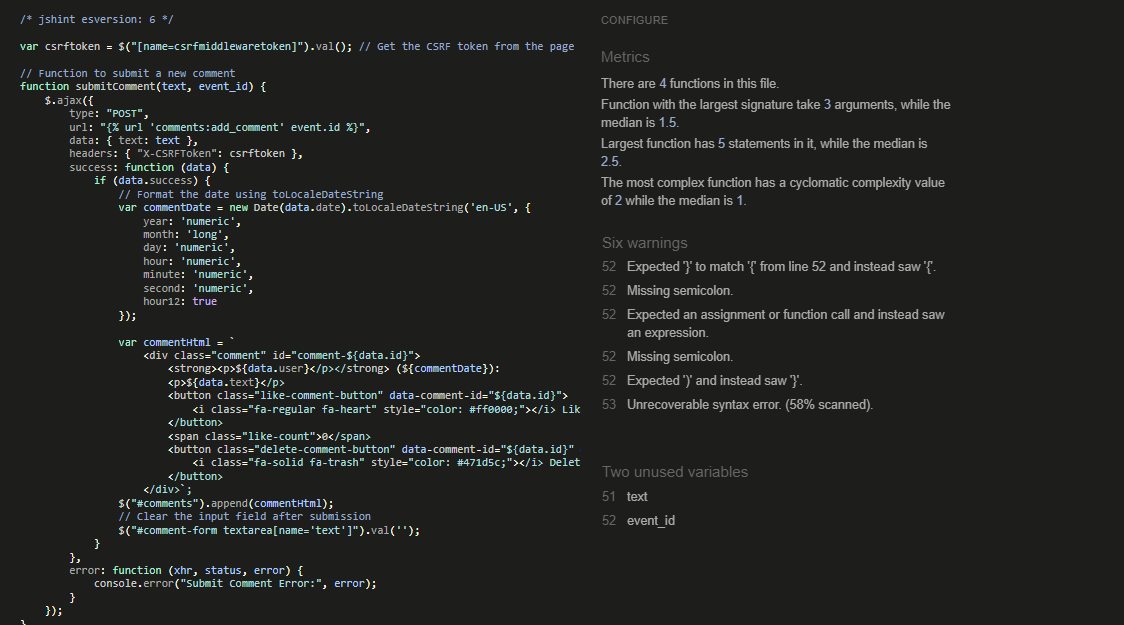 /* jshint esversion: 6 */
var csrftoken = $("[name=csrfmiddlewaretoken]").val(); // Get the CSRF token from the page
// Function to submit a new comment
function submitComment(text, event_id) {
$.ajax({
type: "POST",
url: "{% url 'comments:add_comment' event.id %}",
data: { text: text },
headers: { "X-CSRFToken": csrftoken },
success: function (data) {
if (data.success) {
// Format the date using toLocaleDateString
var commentDate = new Date(data.date).toLocaleDateString('en-US', {
year: 'numeric',
month: 'long',
day: 'numeric',
hour: 'numeric',
minute: 'numeric',
second: 'numeric',
hour12: true
});
var commentHtml = `
<div class="comment" id="comment-${data.id}">
<strong><p>${data.user}</p></strong> (${commentDate}):
<p>${data.text}</p>
<button class="like-comment-button" data-comment-id="${data.id}">
<i class="fa-regular fa-heart" style="color: #ff0000;"></i> Lik
</button>
<span class="like-count">0</span>
<button class="delete-comment-button" data-comment-id="${data.id}"
<i class="fa-solid fa-trash" style="color: #471d5c;"></i> Delet
</button>
</div>`;
$("#comments").append(commentHtml);
// Clear the input field after submission
$("#comment-form textarea[name='text']").val('');
}
},
error: function (xhr, status, error) {
console.error("Submit Comment Error:", error);
}
});
}
CONFIGURE
Metrics
There are 4 functions in this file.
Function with the largest signature take 3 arguments, while the
median is 1.5.
Largest function has 5 statements in it, while the median is
2.5.
The most complex function has a cyclomatic complexity value
of 2 while the median is 1.
Six warnings
52 Expected '}' to match '{' from line 52 and instead saw '{'.
52 Missing semicolon.
52 Expected an assignment or function call and instead saw
an expression.
52 Missing semicolon.
52 Expected ')' and instead saw '}'.
53 Unrecoverable syntax error. (58% scanned).
Two unused variables
51 text
52 event_id